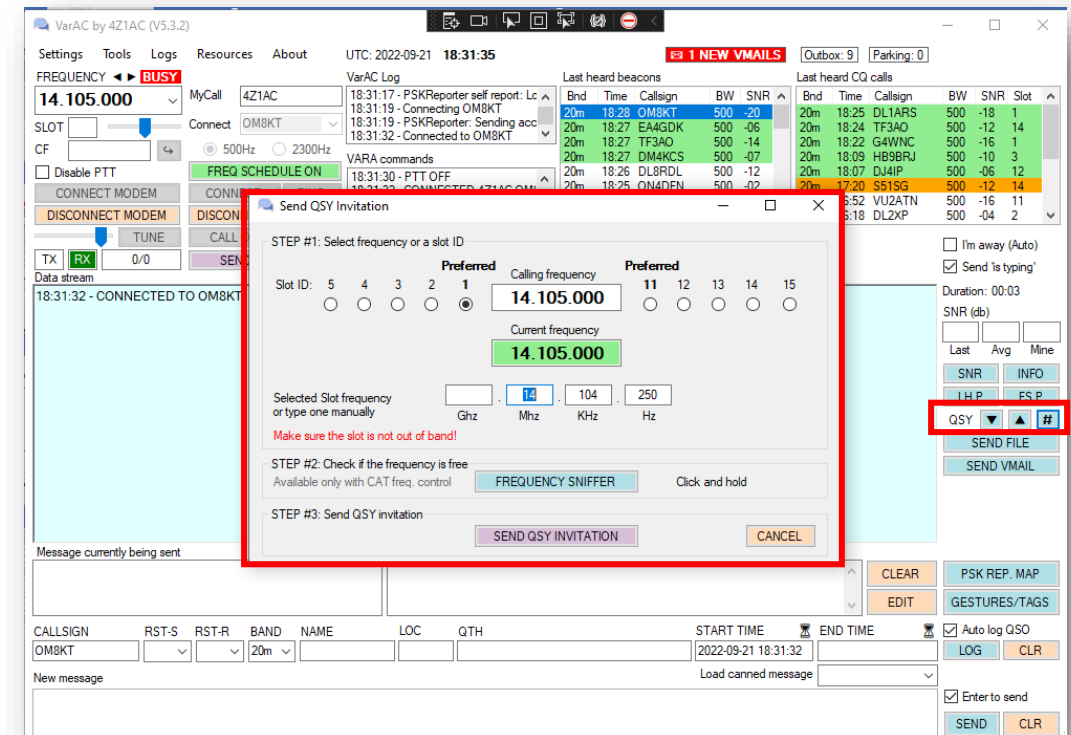 VarAC by 4Z1AC (V5.3.2)
Settings Tools Logs Resources About UTC: 2022-09-21 18:31:35 1 NEW VMAILS Outbox: 9 Parking: 0
FREQUENCY BUSY
14.105.000
SLOT
CF
Disable PTT
CONNECT MODEM
DISCONNECT MODEM
TUNE
TX RX 0/0
MyCall 4Z1AC
Connect OM8KT
500Hz 2300Hz
FREQ SCHEDULE ON
VarAC Log
18:31:17 - PSKReporter self report: Lc
18:31:19 - Connecting OM8KT
18:31:19 - PSKReporter: Sending acc
18:31:32 - Connected to OM8KT
VARA commands
18:31:30 - PTT OFF
Last heard beacons
Bnd Time Callsign BW SNR
20m 18:28 OM8KT 500 -20
20m 18:27 EA4GDK 500 -06
20m 18:27 TF3AO 500 -14
20m 18:27 DM4KCS 500 -07
20m 18:26 DL8RDL 500 -12
20m 18:25 ON4DEN 500 -02
Last heard CQ calls
Bnd Time Callsign BW SNR Slot
20m 18:25 DL1ARS 500 -18 1
20m 18:24 TF3AO 500 -12 14
20m 18:22 G4WNC 500 -16 1
20m 18:09 HB9BRJ 500 -10 3
20m 18:07 DJ4IP 500 -06 12
20m 17:20 S51SG 500 -12 14
6:52 VU2ATN 500 -16 11
6:18 DL2XP 500 -04 2
Data stream
18:31:32 - CONNECTED TO OM8KT
Send QSY Invitation
STEP #1: Select frequency or a slot ID
Preferred Calling frequency Preferred
Slot ID: 5 4 3 2 1 14.105.000 11 12 13 14 15
Current frequency
14.105.000
Selected Slot frequency
or type one manually
14 . 104 . 250
Ghz Mhz KHz Hz
Make sure the slot is not out of band!
STEP #2: Check if the frequency is free
Available only with CAT freq. control FREQUENCY SNIFFER Click and hold
STEP #3: Send QSY invitation
SEND QSY INVITATION CANCEL
I'm away (Auto)
Send 'is typing'
Duration: 00:03
SNR (db)
Last Avg Mine
SNR INFO
QSY ▼ ▲ #
SEND FILE
SEND VMAIL
Message currently being sent
CLEAR
EDIT
PSK REP. MAP
GESTURES/TAGS
CALLSIGN RST-S RST-R BAND NAME LOC QTH START TIME END TIME Auto log QSO
OM8KT 20m 2022-09-21 18:31:32 LOG CLR
New message Load canned message
Enter to send
SEND CLR